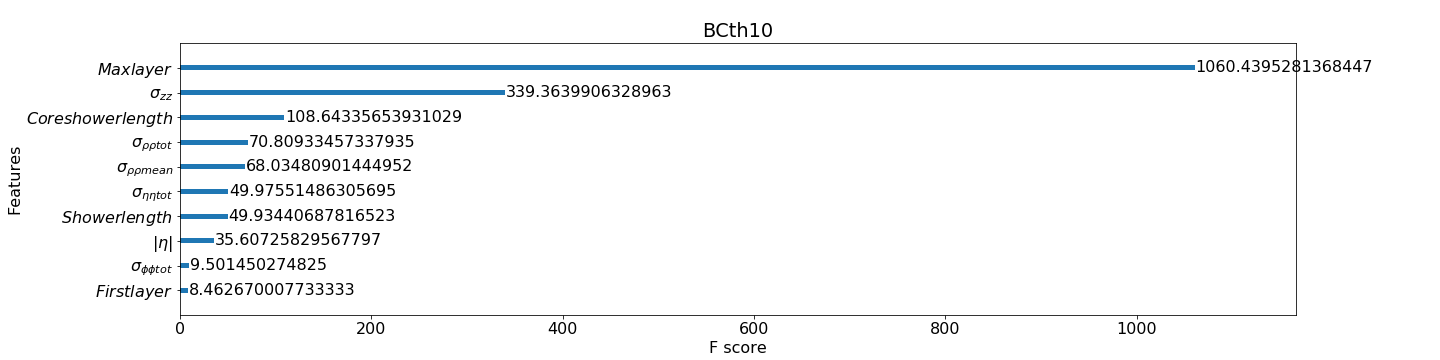 BCth10
Maxlayer 1060.4395281368447
σzz 339.3639906328963
Coreshowerlength 108.64335653931029
σρρtot 70.80933457337935
σρρmean 68.03480901444952
σηηtot 49.97551486305695
Showerlength 49.93440687816523
|η| 35.60725829567797
σϕϕtot 9.501450274825
Firstlayer 8.462670007733333
Features
0 200 400 600 800 1000
F score